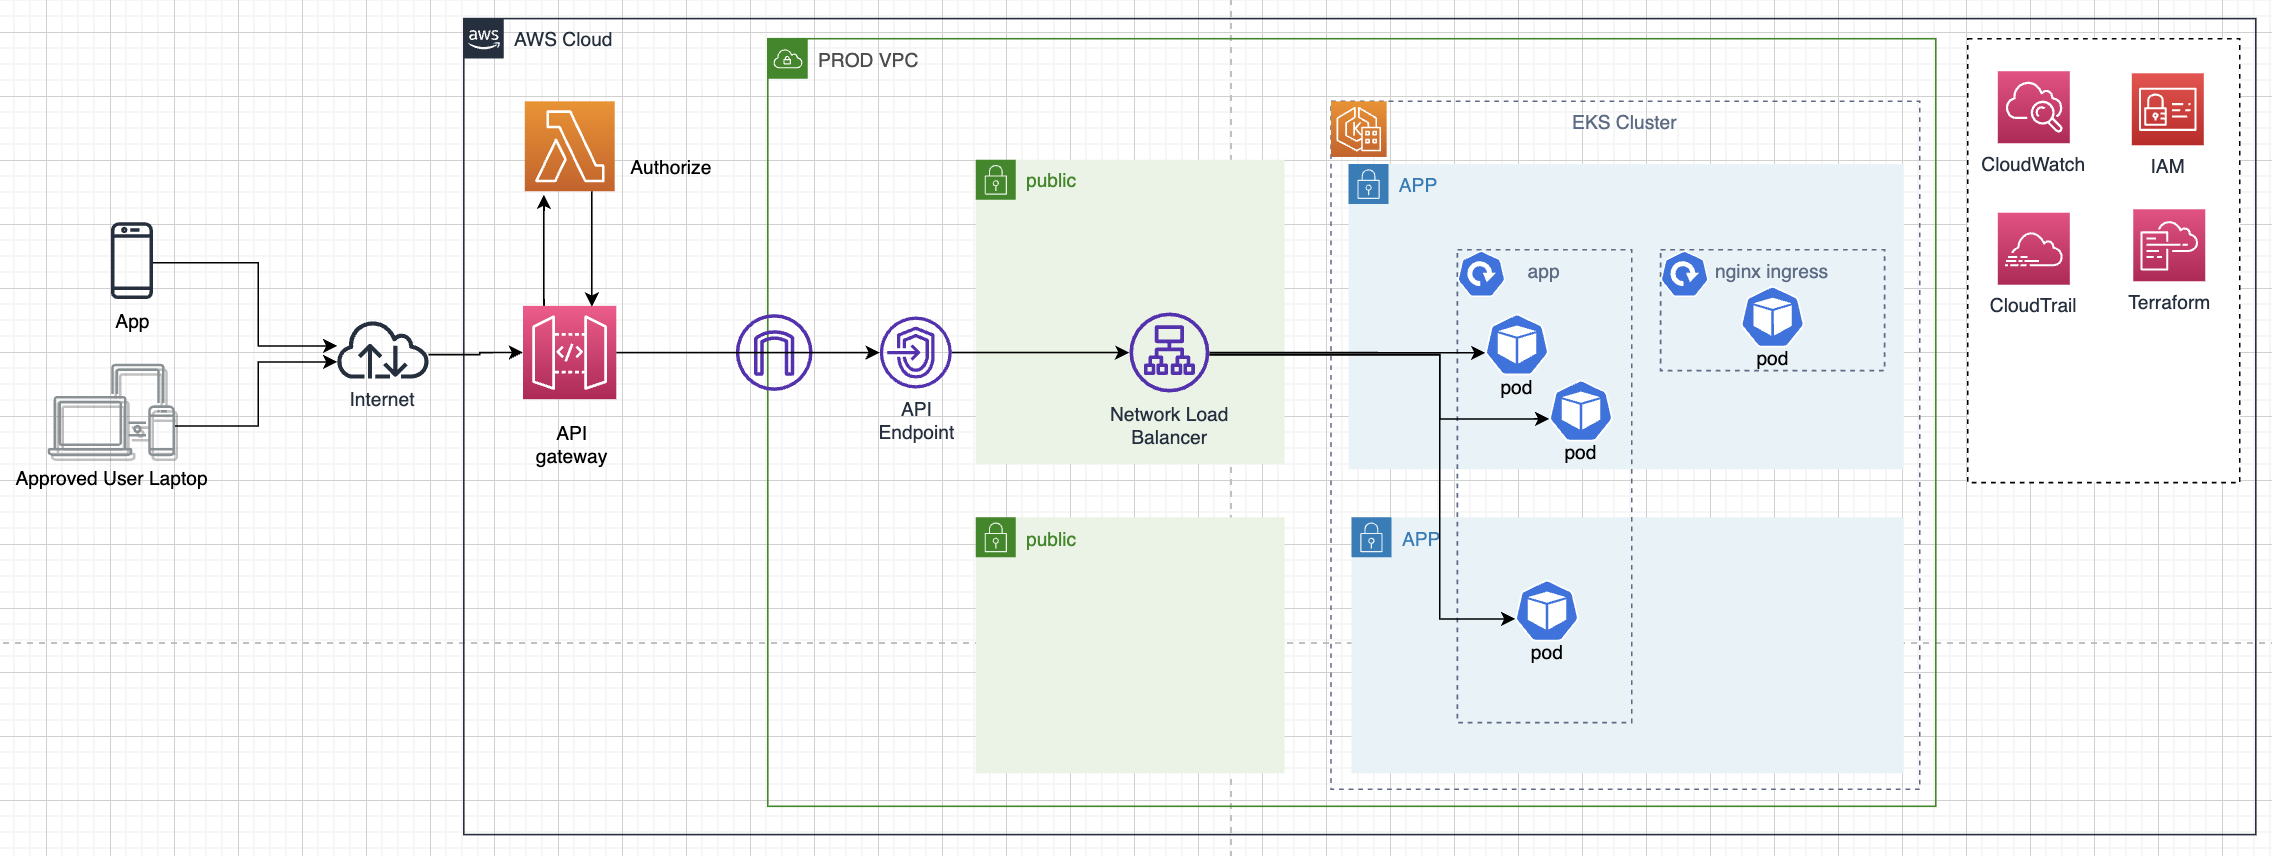 aws
AWS Cloud
PROD VPC
Authorize
public
EKS Cluster
APP
app
nginx ingress
pod
pod
pod
App
Internet
Approved User Laptop
</>
API
gateway
API
Endpoint
Network Load
Balancer
public
APP
pod
K
CloudWatch
IAM
CloudTrail
Terraform